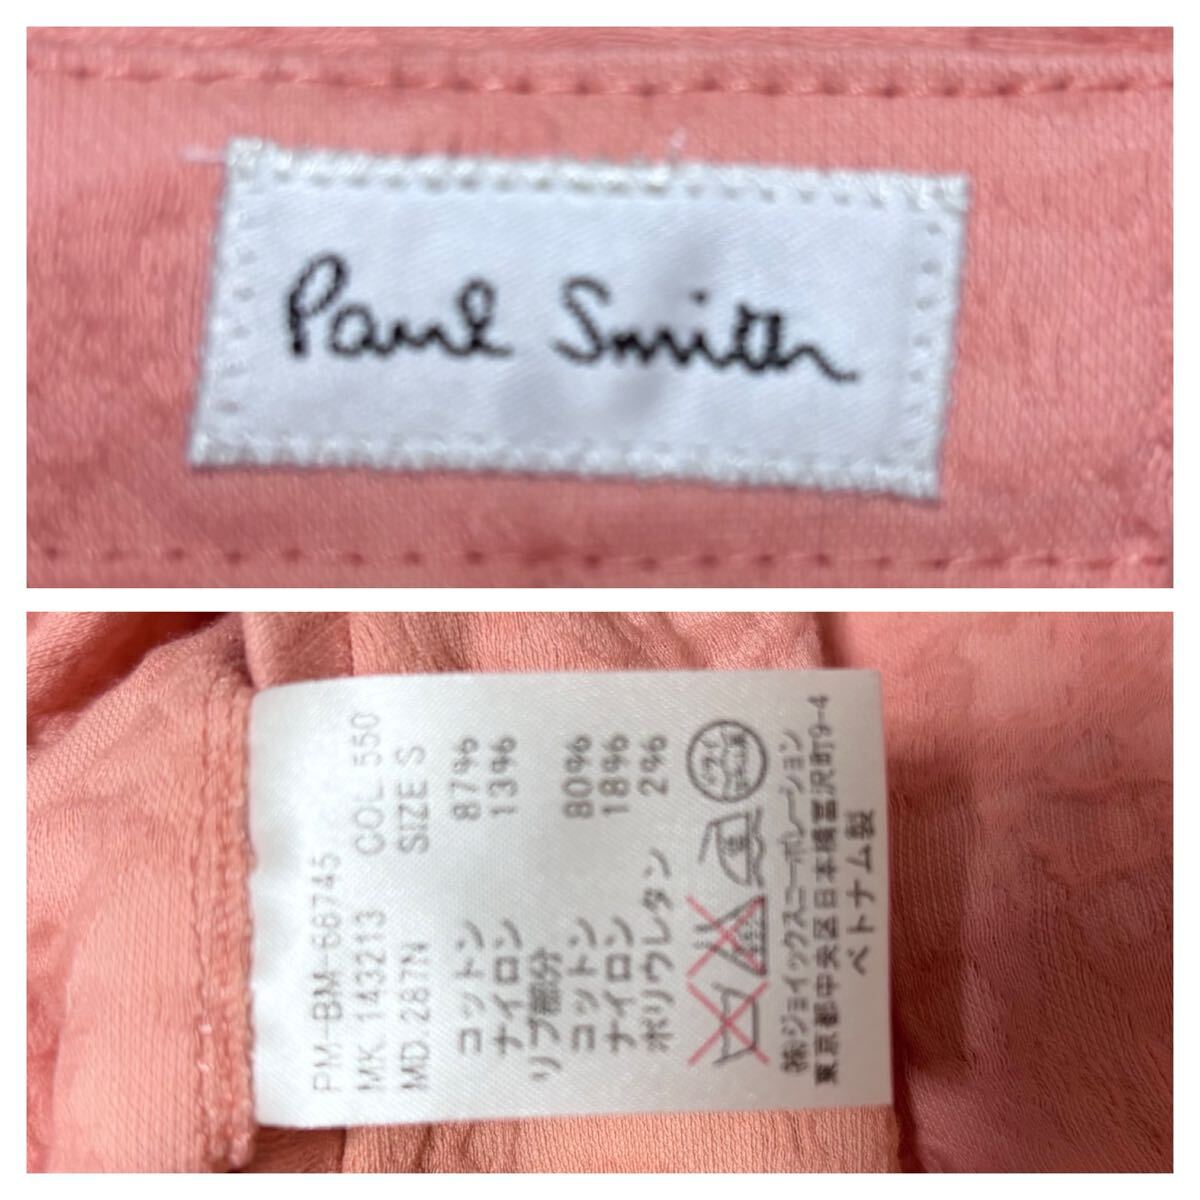 Paul Smith
PM-BM-68745
MK.143213 COL.550
MD.287N SIZE S
コットン 87%
ナイロン 13%
リブ部分
コットン 80%
ナイロン 18%
ポリウレタン 2%
ドライ
(株)ジョイックスコーポレーション
東京都中央区日本橋富沢町9-4
ベトナム製